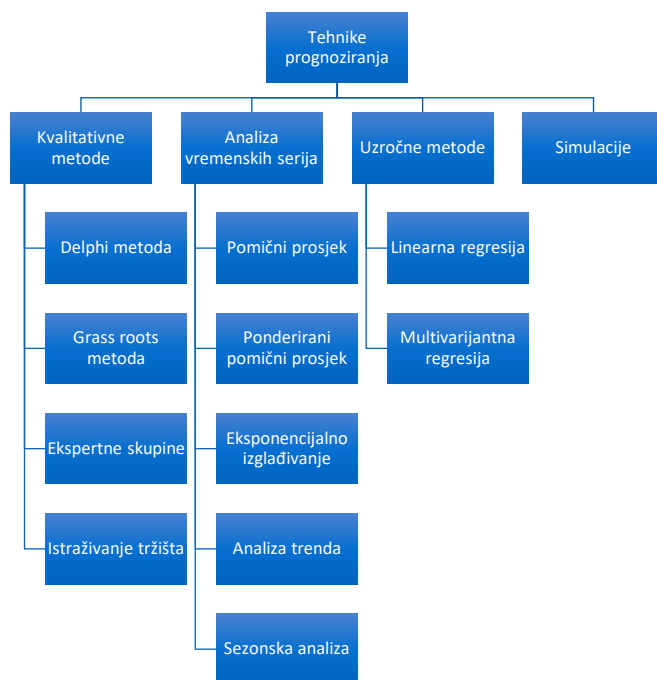 Tehnike
prognoziranja
Kvalitativne
metode
Analiza
vremenskih serija
Uzročne metode
Simulacije
Delphi metoda
Grass roots
metoda
Ekspertne skupine
Istraživanje tržišta
Pomični prosjek
Ponderirani
pomični prosjek
Eksponencijalno
izglađivanje
Analiza trenda
Sezonska analiza
Linearna regresija
Multivarijantna
regresija